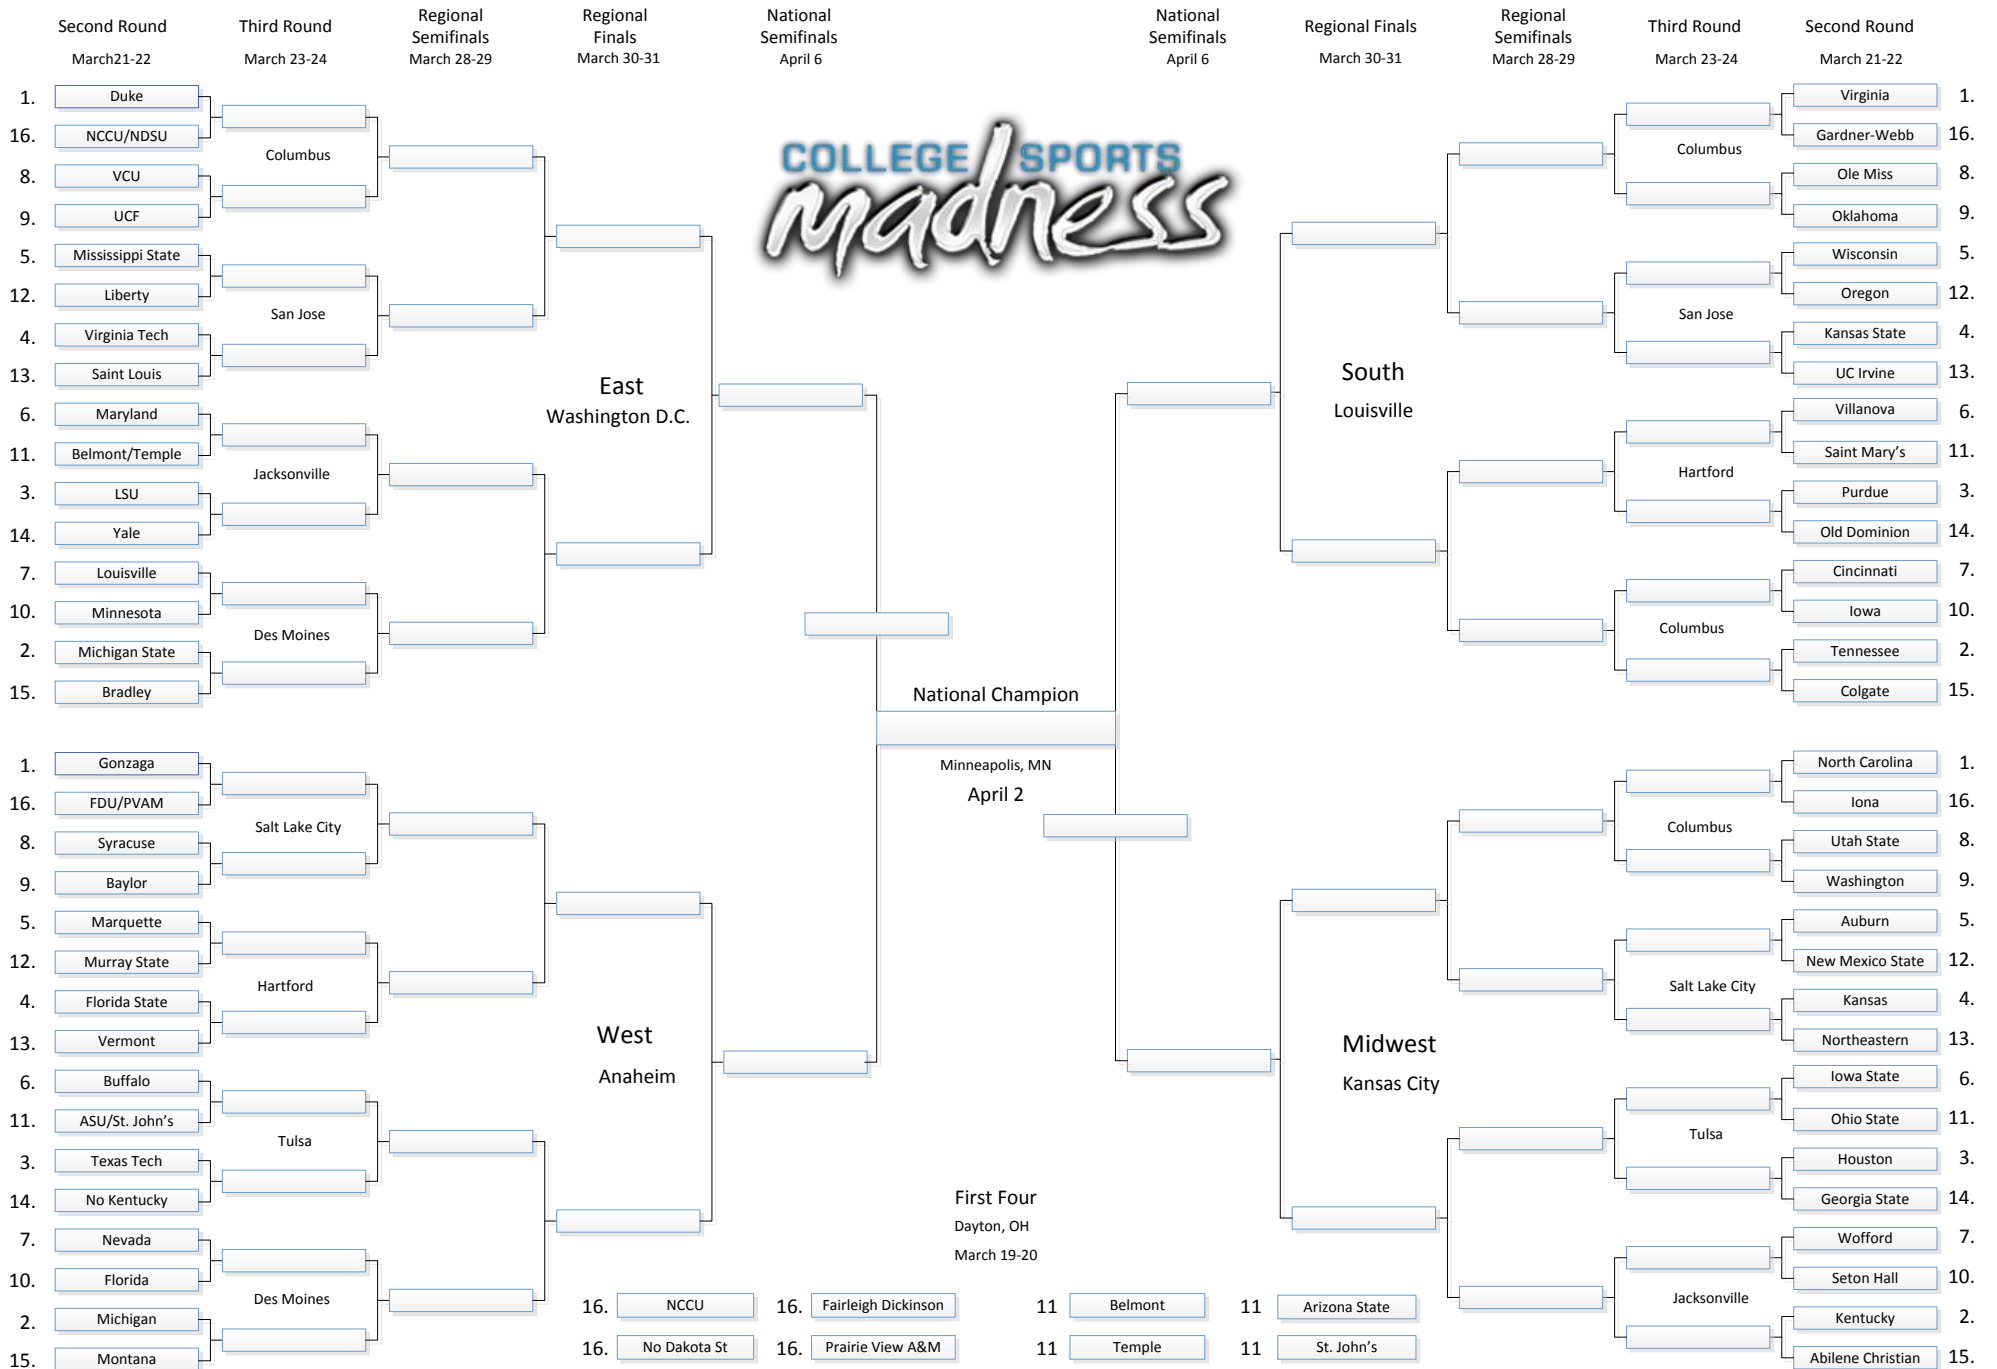 Second Round
March21-22
Third Round
March 23-24
Regional
Semifinals
March 28-29
Regional
Finals
March 30-31
National
Semifinals
April 6
National
Semifinals
April 6
Regional Finals
March 30-31
Regional
Semifinals
March 28-29
Third Round
March 23-24
Second Round
March 21-22
COLLEGE SPORTS
madness
1. Duke
16. NCCU/NDSU
Columbus
8. VCU
9. UCF
5. Mississippi State
12. Liberty
San Jose
4. Virginia Tech
13. Saint Louis
East
Washington D.C.
6. Maryland
11. Belmont/Temple
Jacksonville
3. LSU
14. Yale
7. Louisville
10. Minnesota
Des Moines
2. Michigan State
15. Bradley
1. Gonzaga
16. FDU/PVAM
Salt Lake City
8. Syracuse
9. Baylor
5. Marquette
12. Murray State
Hartford
4. Florida State
13. Vermont
West
Anaheim
6. Buffalo
11. ASU/St. John’s
Tulsa
3. Texas Tech
14. No Kentucky
7. Nevada
10. Florida
Des Moines
2. Michigan
15. Montana
National Champion
Minneapolis, MN
April 2
Virginia 1.
Gardner-Webb 16.
Columbus
Ole Miss 8.
Oklahoma 9.
Wisconsin 5.
Oregon 12.
San Jose
Kansas State 4.
UC Irvine 13.
South
Louisville
Villanova 6.
Saint Mary’s 11.
Hartford
Purdue 3.
Old Dominion 14.
Cincinnati 7.
Iowa 10.
Columbus
Tennessee 2.
Colgate 15.
North Carolina 1.
Iona 16.
Columbus
Utah State 8.
Washington 9.
Auburn 5.
New Mexico State 12.
Salt Lake City
Kansas 4.
Northeastern 13.
Midwest
Kansas City
Iowa State 6.
Ohio State 11.
Tulsa
Houston 3.
Georgia State 14.
Wofford 7.
Seton Hall 10.
Jacksonville
Kentucky 2.
Abilene Christian 15.
First Four
Dayton, OH
March 19-20
16. NCCU
16. No Dakota St
16. Fairleigh Dickinson
16. Prairie View A&M
11 Belmont
11 Temple
11 Arizona State
11 St. John’s